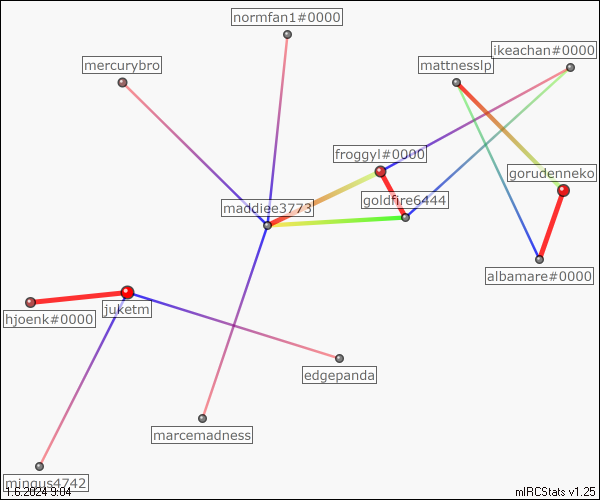 normfan1#0000
ikeachan#0000
mercurybro
mattnesslp
froggyl#0000
gorudenneko
goldfire6444
maddiee3773
albamare#0000
juketm
hjoenk#0000
edgepanda
marcemadness
mingus4742
1.6.2024 9:04
mIRCStats v1.25